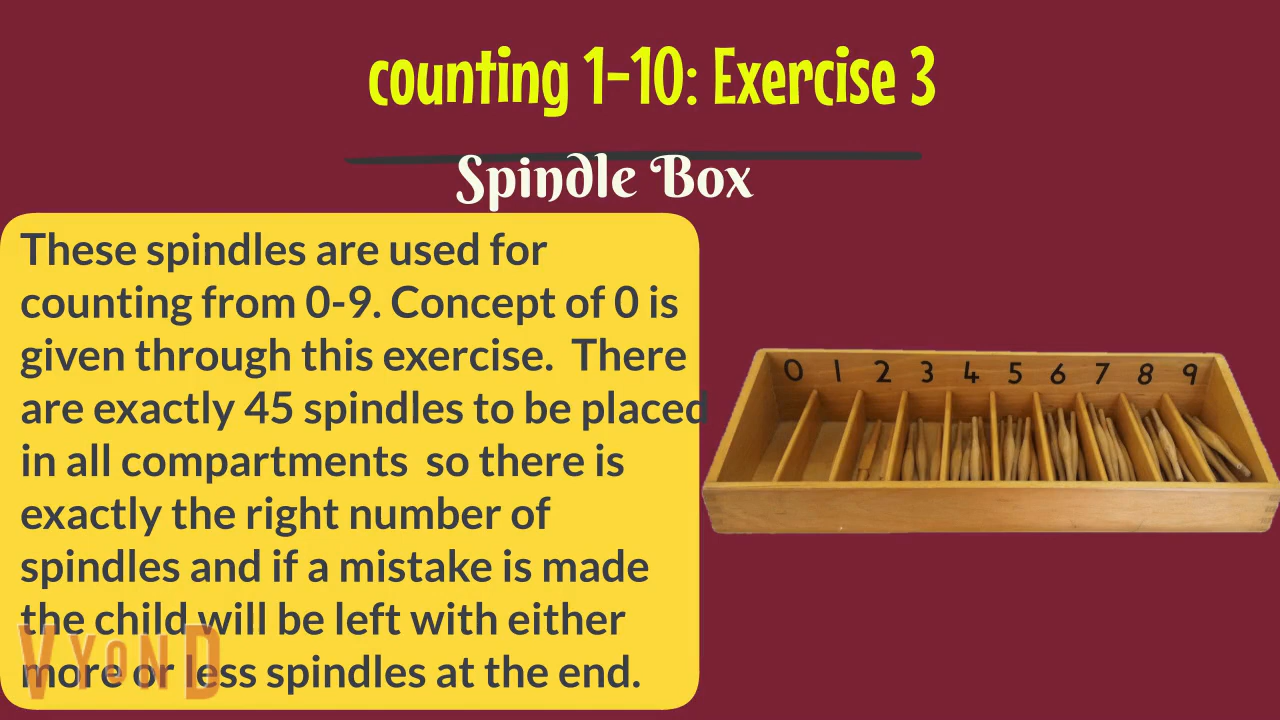 counting 1-10: Exercise 3
Spindle Box
These spindles are used for
counting from 0-9. Concept of 0 is
given through this exercise. There
are exactly 45 spindles to be placed
in all compartments so there is
exactly the right number of
spindles and if a mistake is made
the child will be left with either
more or less spindles at the end.
VYOND
0 1 2 3 4 5 6 7 8 9